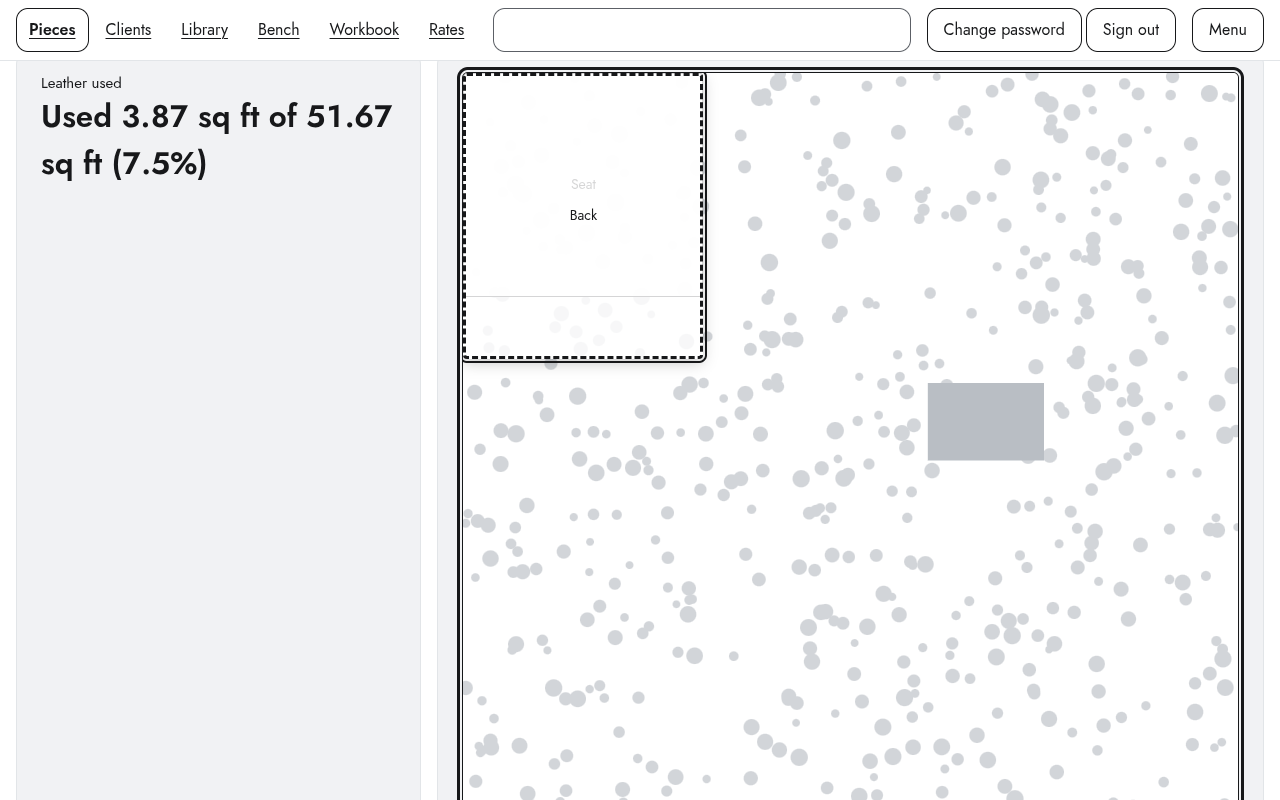 Pieces
Clients
Library
Bench
Workbook
Rates
Change password
Sign out
Menu
Leather used
Used 3.87 sq ft of 51.67
sq ft (7.5%)
Seat
Back